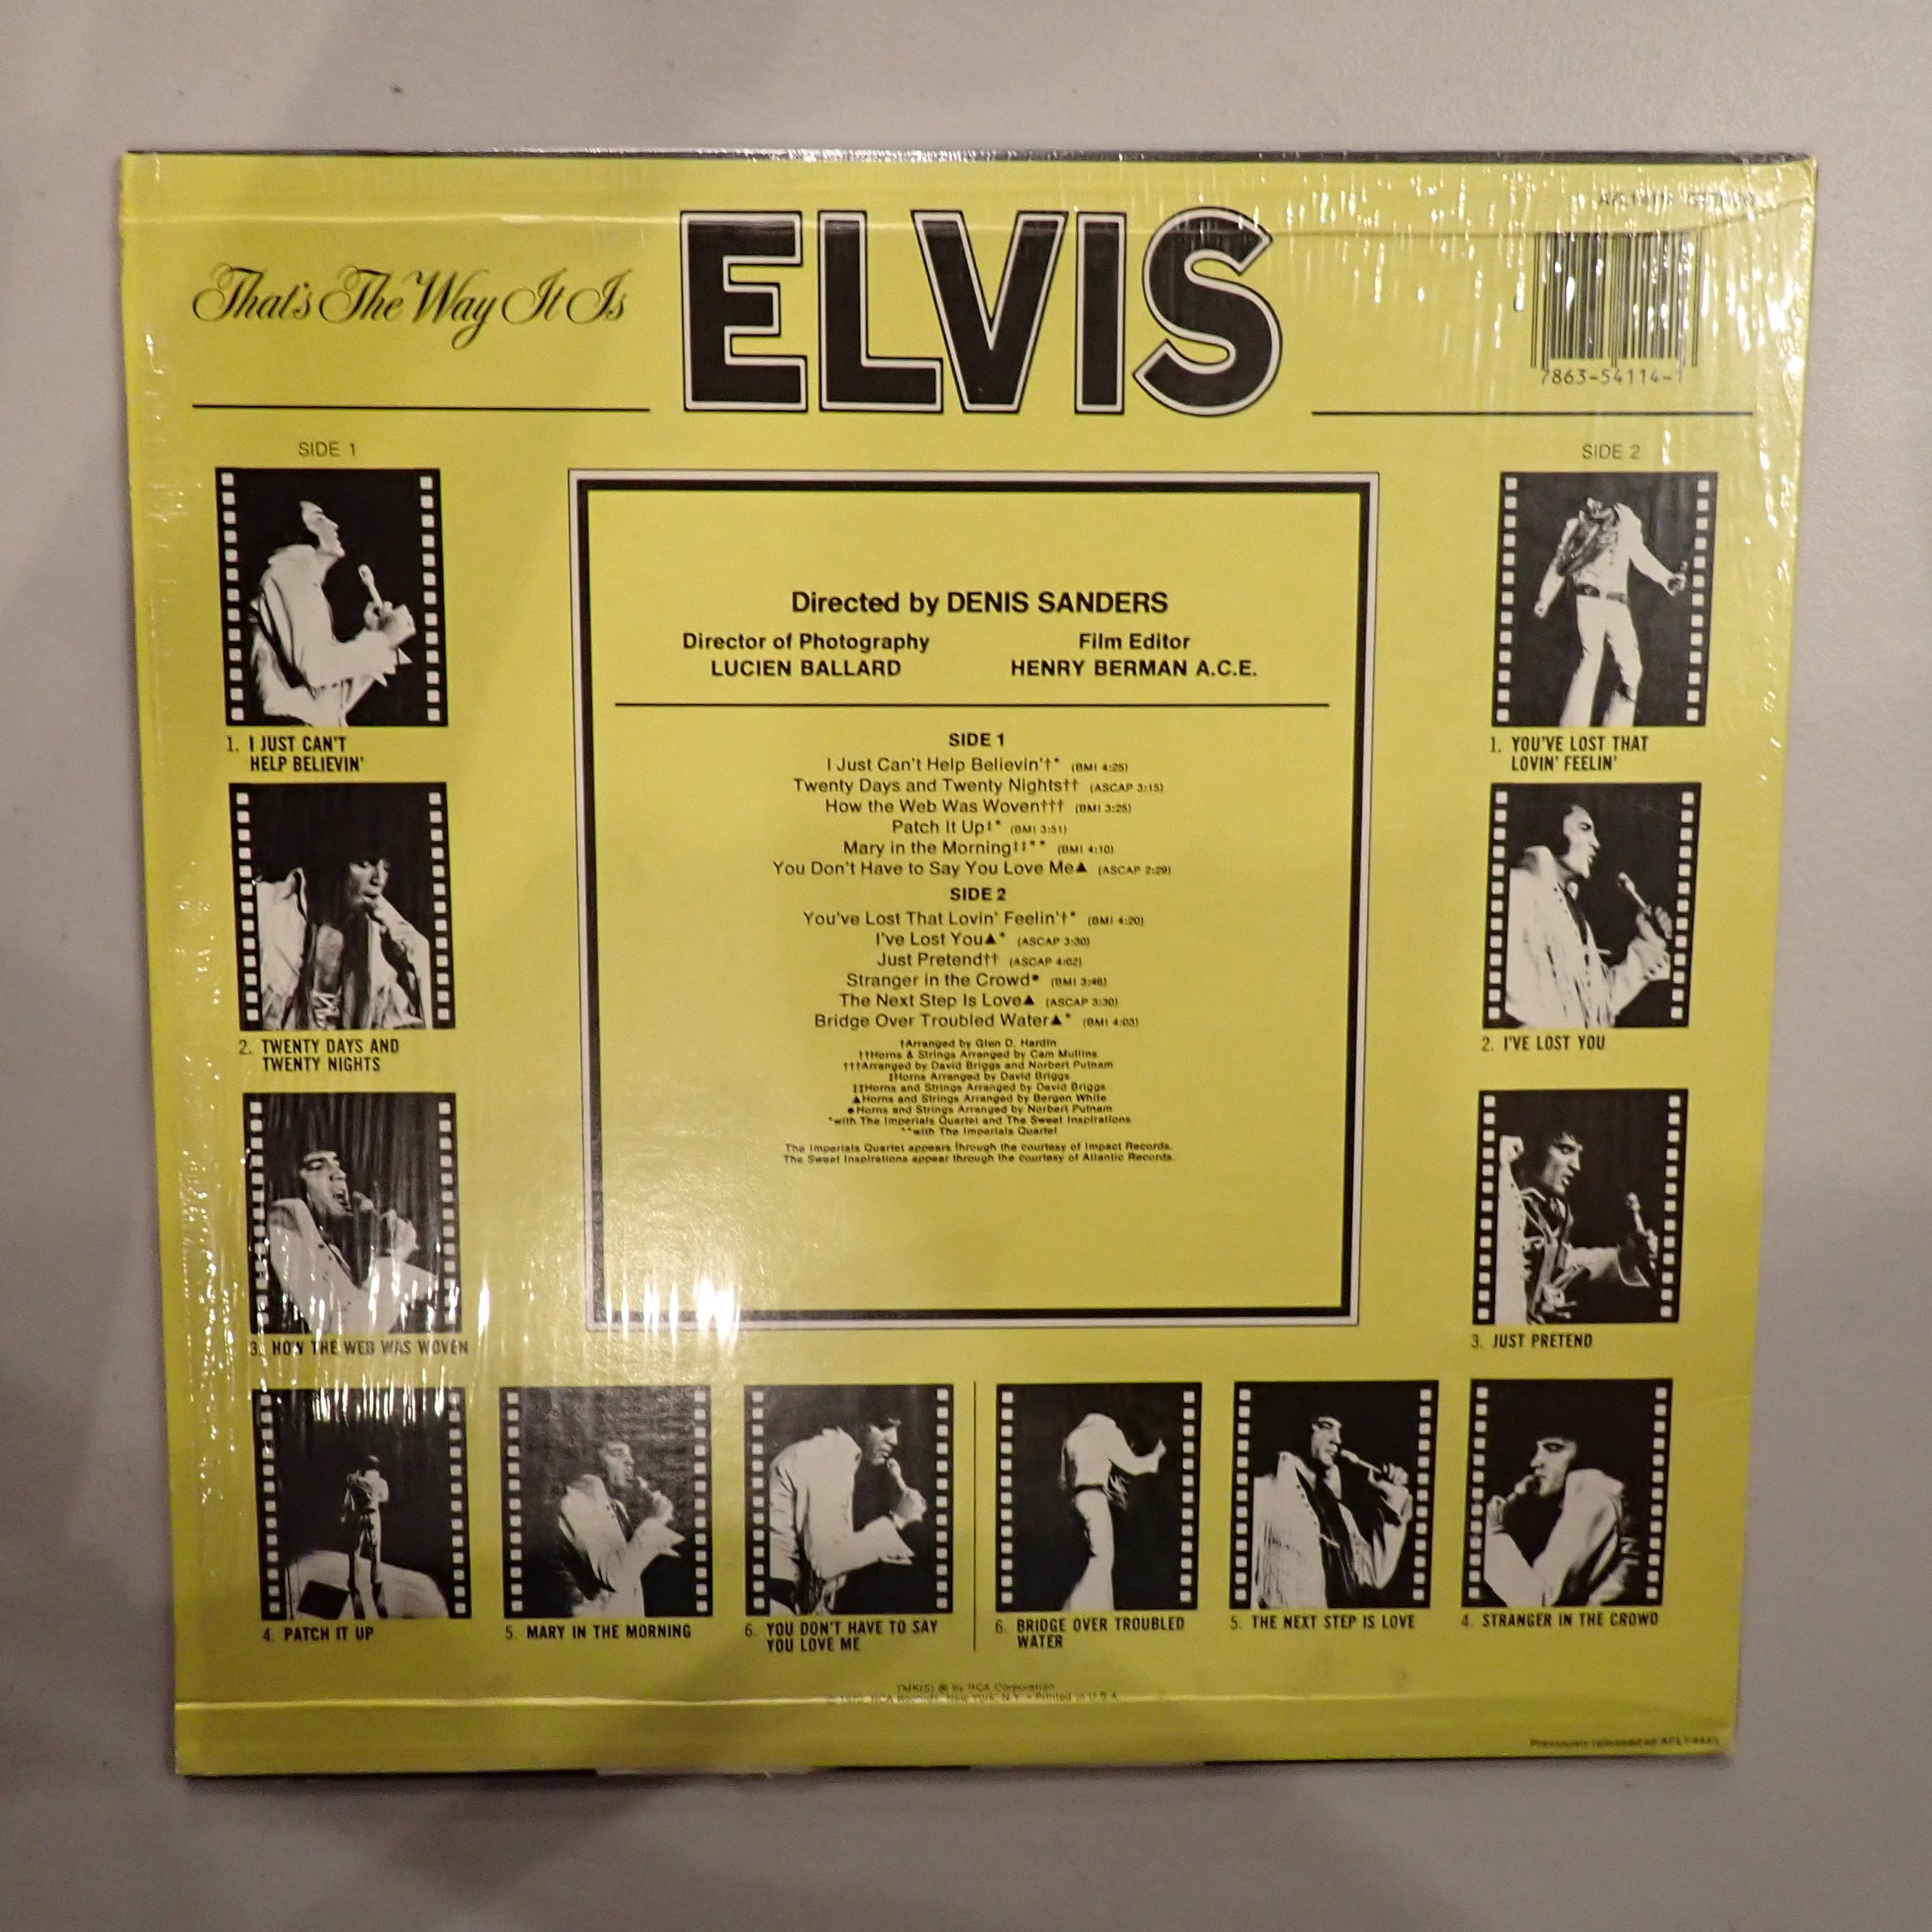 That's The Way It Is
ELVIS
7863-54114-1
SIDE 1
SIDE 2
1. I JUST CAN'T
HELP BELIEVIN'
2. TWENTY DAYS AND
TWENTY NIGHTS
3. HOW THE WEB WAS WOVEN
4. PATCH IT UP
5. MARY IN THE MORNING
6. YOU DON'T HAVE TO SAY
YOU LOVE ME
Directed by DENIS SANDERS
Director of Photography
LUCIEN BALLARD
Film Editor
HENRY BERMAN A.C.E.
SIDE 1
I Just Can't Help Believin'†* (BMI 4:25)
Twenty Days and Twenty Nights†† (ASCAP 3:15)
How the Web Was Woven††† (BMI 3:25)
Patch It Up‡* (BMI 3:51)
Mary in the Morning‡‡** (BMI 4:10)
You Don't Have to Say You Love Me▲ (ASCAP 2:29)
SIDE 2
You've Lost That Lovin' Feelin'†* (BMI 4:20)
I've Lost You▲* (ASCAP 3:30)
Just Pretend†† (ASCAP 4:02)
Stranger in the Crowd● (BMI 3:46)
The Next Step Is Love▲ (ASCAP 3:30)
Bridge Over Troubled Water▲* (BMI 4:03)
†Arranged by Glen D. Hardin
††Horns & Strings Arranged by Cam Mullins
†††Arranged by David Briggs and Norbert Putnam
‡Horns Arranged by David Briggs
‡‡Horns and Strings Arranged by David Briggs
▲Horns and Strings Arranged by Bergen White
●Horns and Strings Arranged by Norbert Putnam
*with The Imperials Quartet and The Sweet Inspirations
**with The Imperials Quartet
The Imperials Quartet appears through the courtesy of Impact Records.
The Sweet Inspirations appear through the courtesy of Atlantic Records.
1. YOU'VE LOST THAT
LOVIN' FEELIN'
2. I'VE LOST YOU
3. JUST PRETEND
6. BRIDGE OVER TROUBLED
WATER
5. THE NEXT STEP IS LOVE
4. STRANGER IN THE CROWD
TMK(S) ® by RCA Corporation
RCA Records, New York, N.Y. • Printed in U.S.A.
Previously released as